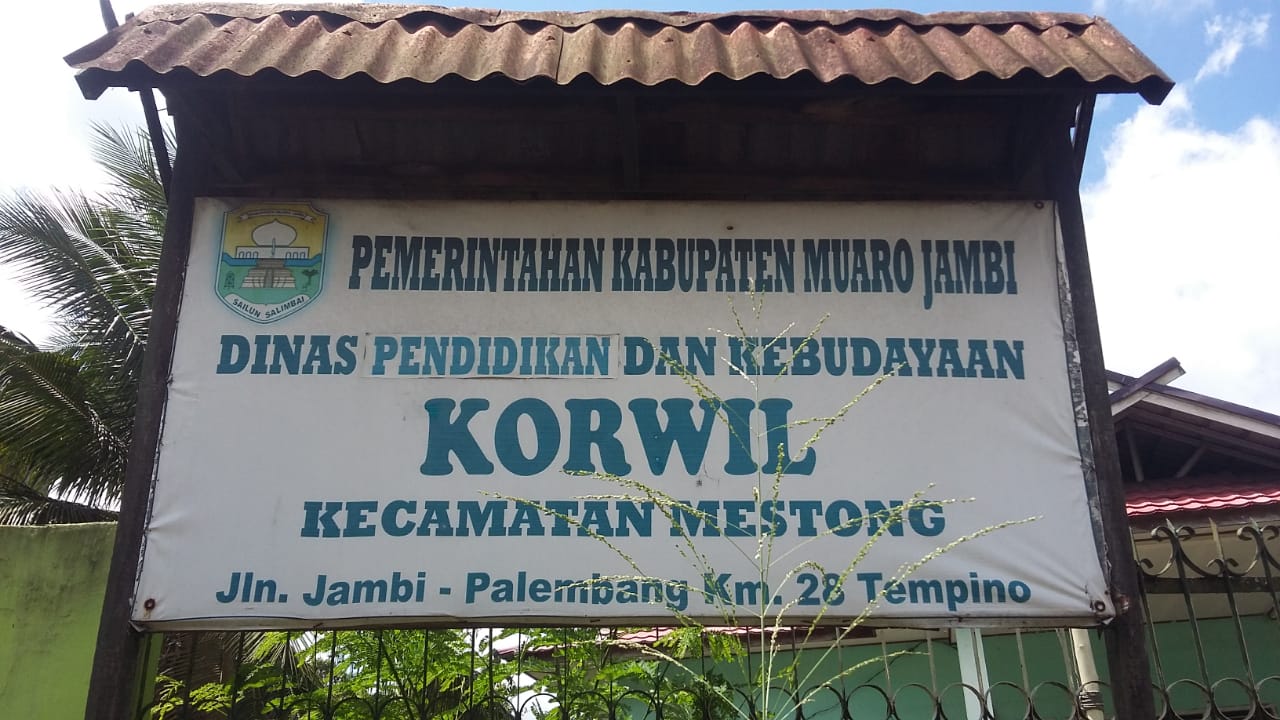 PEMERINTAHAN KABUPATEN MUARO JAMBI
SAILUN SALIMBAI
DINAS PENDIDIKAN DAN KEBUDAYAAN
KORWIL
KECAMATAN MESTONG
Jln. Jambi - Palembang Km. 28 Tempino